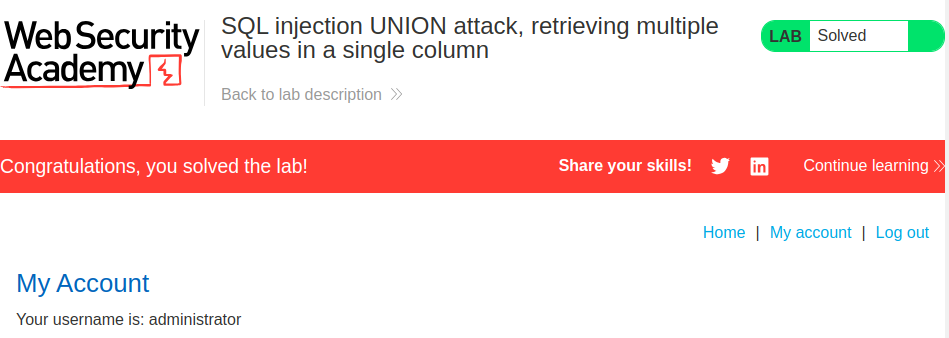 Web Security
Academy
SQL injection UNION attack, retrieving multiple
values in a single column
Back to lab description
LAB Solved
Congratulations, you solved the lab!
Share your skills!
Continue learning
Home | My account | Log out
My Account
Your username is: administrator